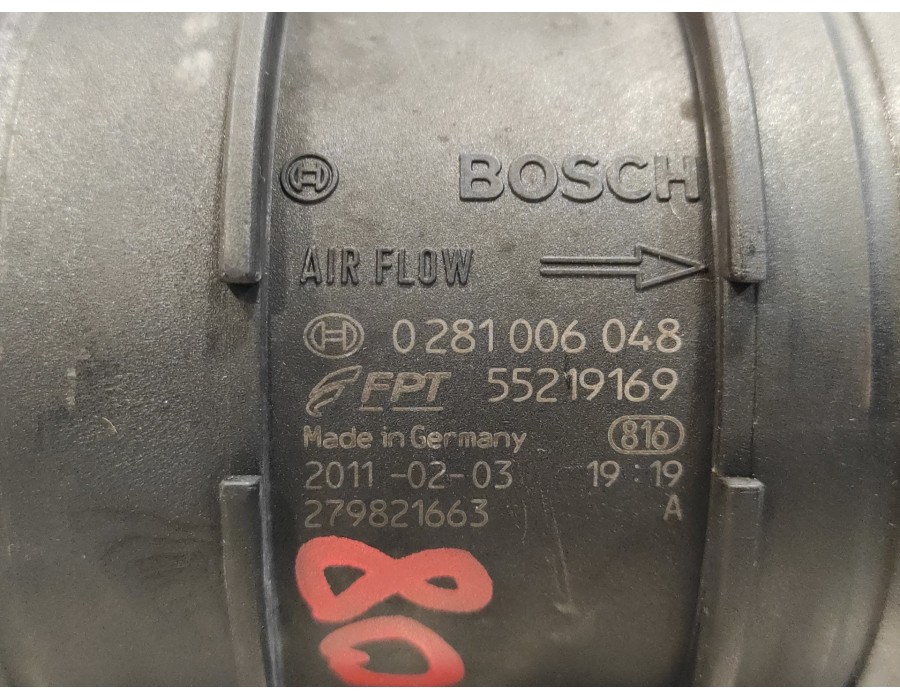 BOSCH
AIR FLOW
0 281 006 048
FPT 55219169
Made in Germany 816
2011-02-03 19:19
279821663 A
80